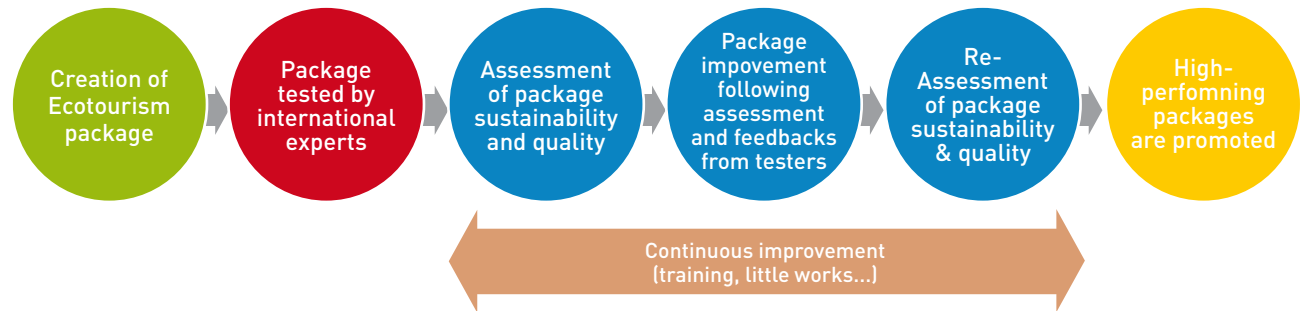 Creation of
Ecotourism
package
Package
tested by
international
experts
Assessment
of package
sustainability
and quality
Package
impovement
following
assessment
and feedbacks
from testers
Re-
Assessment
of package
sustainability
& quality
High-
perfomning
packages
are promoted
Continuous improvement
(training, little works...)